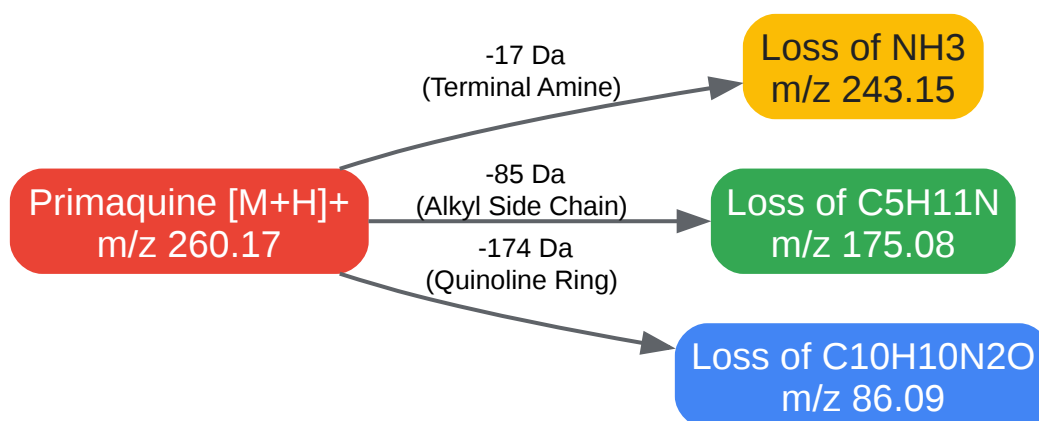 -17 Da
(Terminal Amine)
Loss of NH3
m/z 243.15
Primaquine [M+H]+
m/z 260.17
-85 Da
(Alkyl Side Chain)
Loss of C5H11N
m/z 175.08
-174 Da
(Quinoline Ring)
Loss of C10H10N2O
m/z 86.09